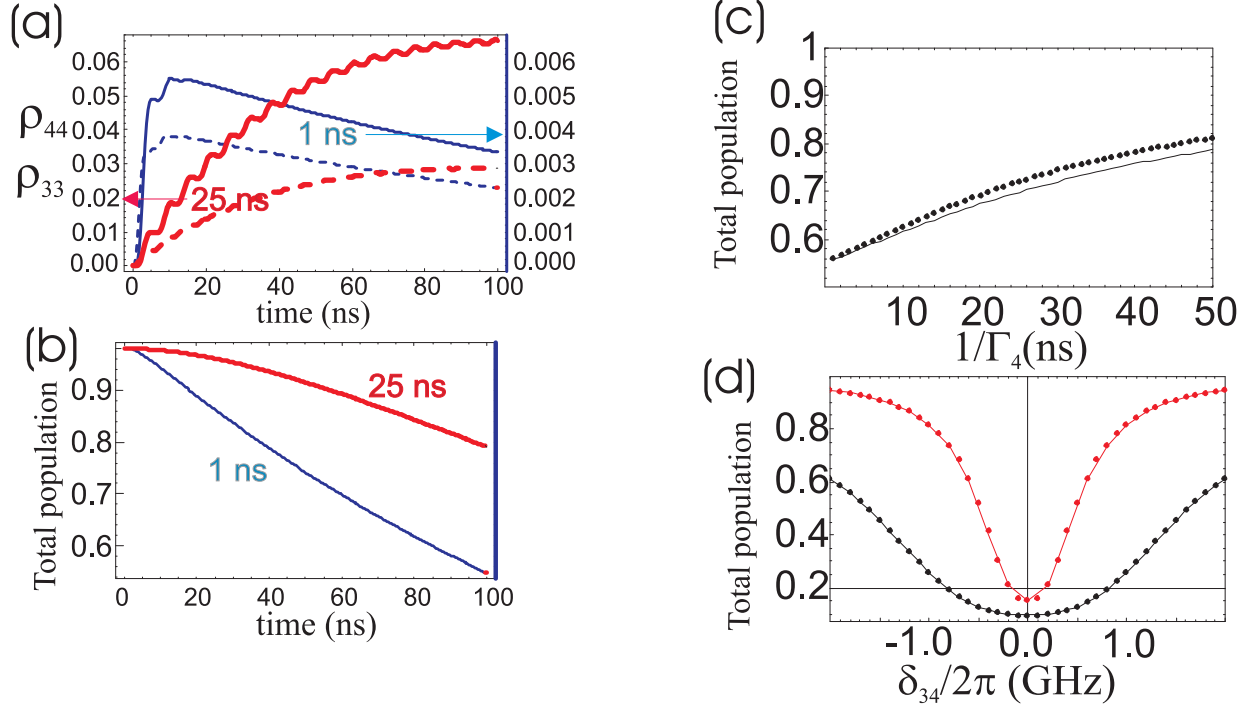 (a)
0.06
0.05
0.04
0.03
0.02
0.01
0.00
ρ44
ρ33
0.006
0.005
0.004
0.003
0.002
0.001
0.000
1 ns
25 ns
0 20 40 60 80 100
time (ns)
(b)
Total population
0.9
0.8
0.7
0.6
25 ns
1 ns
0 20 40 60 80 100
time (ns)
(c)
Total population
1
0.9
0.8
0.7
0.6
10 20 30 40 50
1/Γ4(ns)
(d)
Total population
0.8
0.6
0.4
0.2
-1.0 0.0 1.0
δ34/2π (GHz)